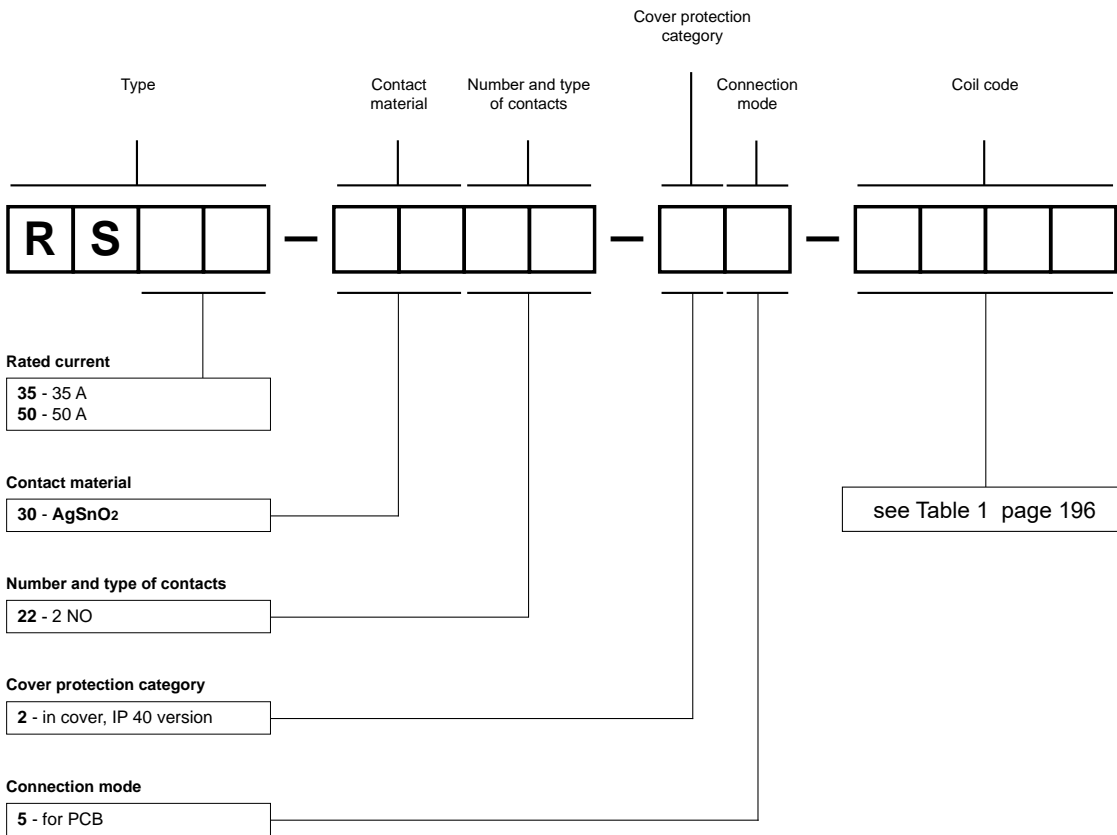 Cover protection
category
Type
Contact
material
Number and type
of contacts
Connection
mode
Coil code
R S – – –
Rated current
35 - 35 A
50 - 50 A
Contact material
30 - AgSnO2
see Table 1 page 196
Number and type of contacts
22 - 2 NO
Cover protection category
2 - in cover, IP 40 version
Connection mode
5 - for PCB